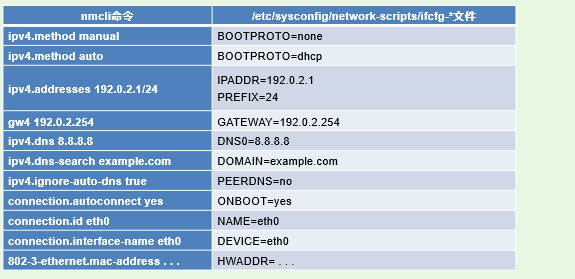 nmcli命令 /etc/sysconfig/network-scripts/ifcfg-*文件
ipv4.method manual BOOTPROTO=none
ipv4.method auto BOOTPROTO=dhcp
ipv4.addresses 192.0.2.1/24 IPADDR=192.0.2.1
PREFIX=24
gw4 192.0.2.254 GATEWAY=192.0.2.254
ipv4.dns 8.8.8.8 DNS0=8.8.8.8
ipv4.dns-search example.com DOMAIN=example.com
ipv4.ignore-auto-dns true PEERDNS=no
connection.autoconnect yes ONBOOT=yes
connection.id eth0 NAME=eth0
connection.interface-name eth0 DEVICE=eth0
802-3-ethernet.mac-address . . . HWADDR= . . .